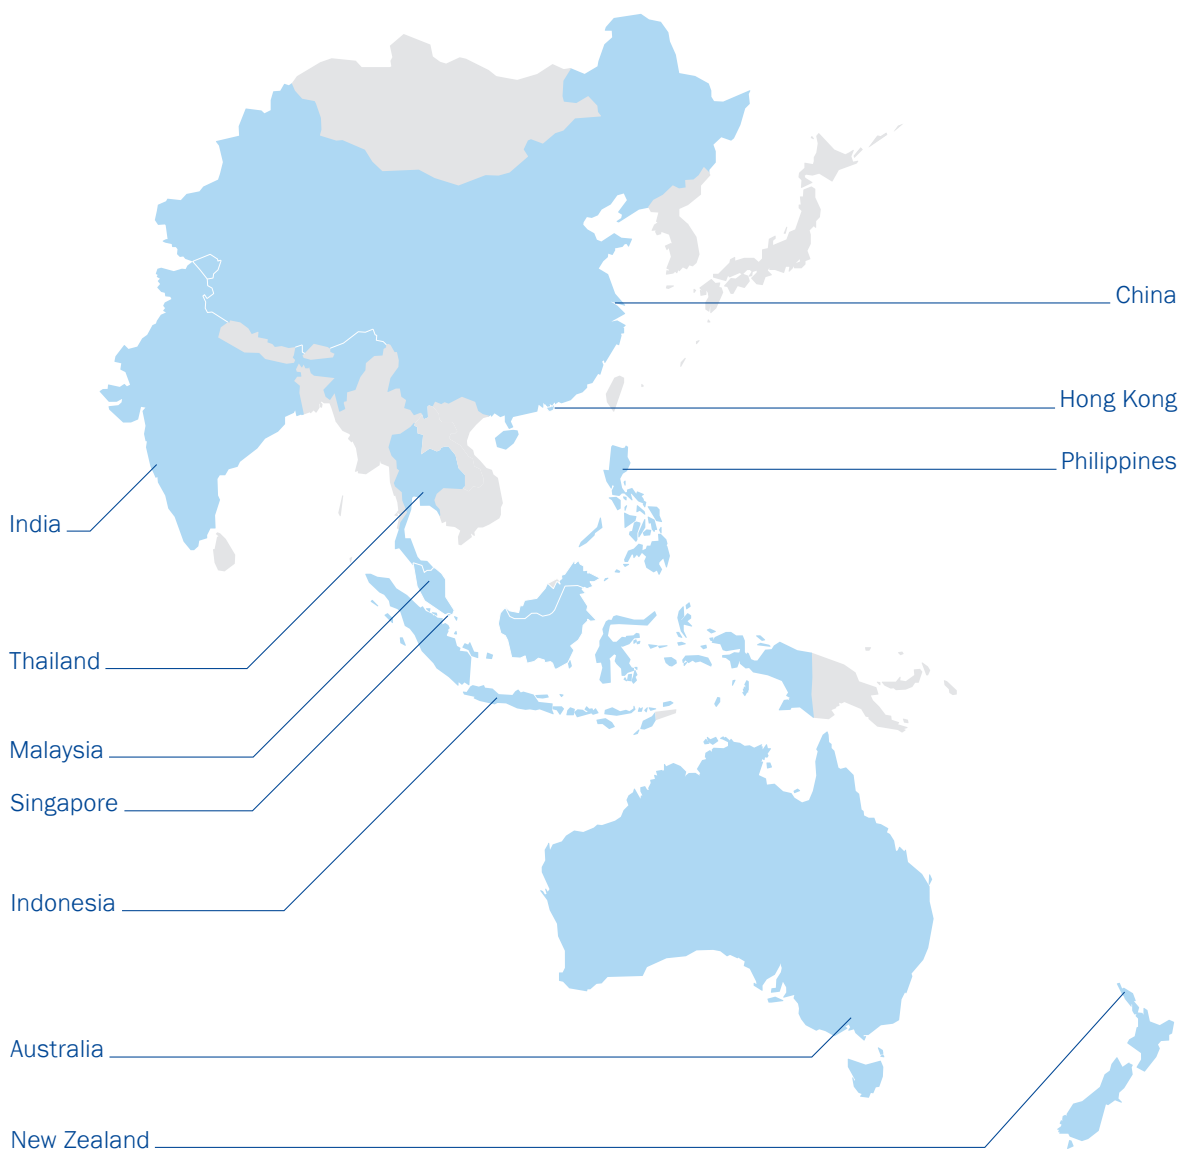 China
Hong Kong
Philippines
India
Thailand
Malaysia
Singapore
Indonesia
Australia
New Zealand